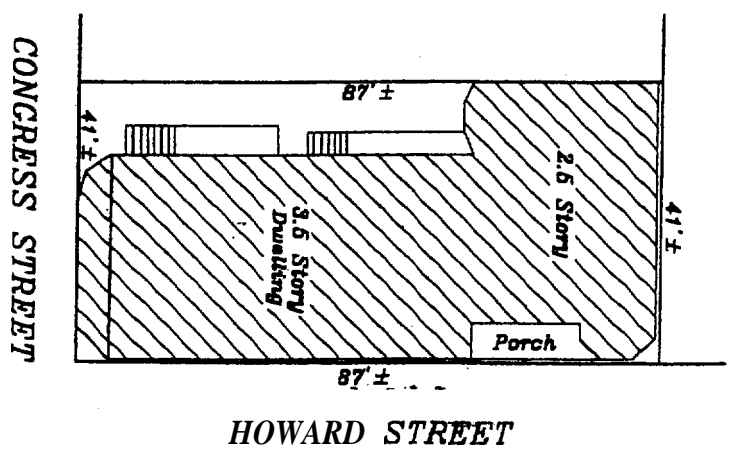 87' ±
41' ±
CONGRESS STREET
2.5 Story
41' ±
3.5 Story
Dwelling
Porch
87' ±
HOWARD STREET